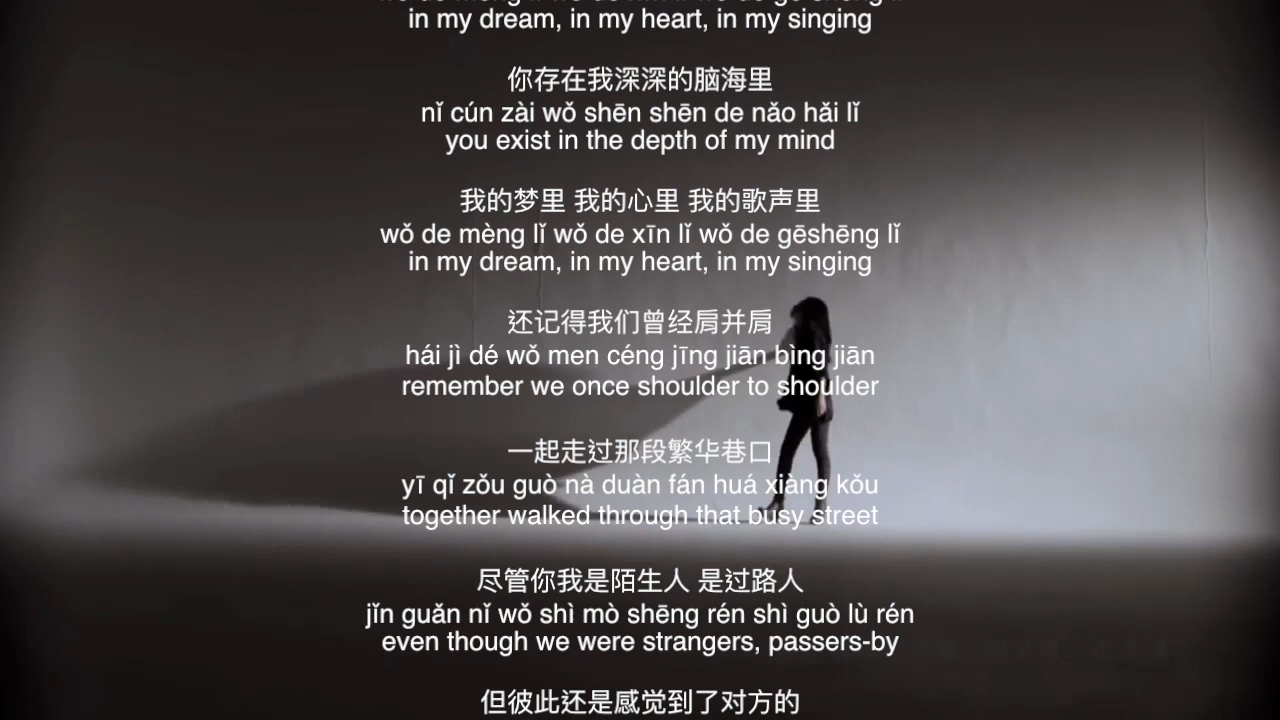 in my dream, in my heart, in my singing
你存在我深深的脑海里
nǐ cún zài wǒ shēn shēn de nǎo hǎi lǐ
you exist in the depth of my mind
我的梦里 我的心里 我的歌声里
wǒ de mèng lǐ wǒ de xīn lǐ wǒ de gēshēng lǐ
in my dream, in my heart, in my singing
还记得我们曾经肩并肩
hái jì dé wǒ men céng jīng jiān bìng jiān
remember we once shoulder to shoulder
一起走过那段繁华巷口
yī qǐ zǒu guò nà duàn fán huá xiàng kǒu
together walked through that busy street
尽管你我是陌生人 是过路人
jǐn guǎn nǐ wǒ shì mò shēng rén shì guò lù rén
even though we were strangers, passers-by
但彼此还是感觉到了对方的